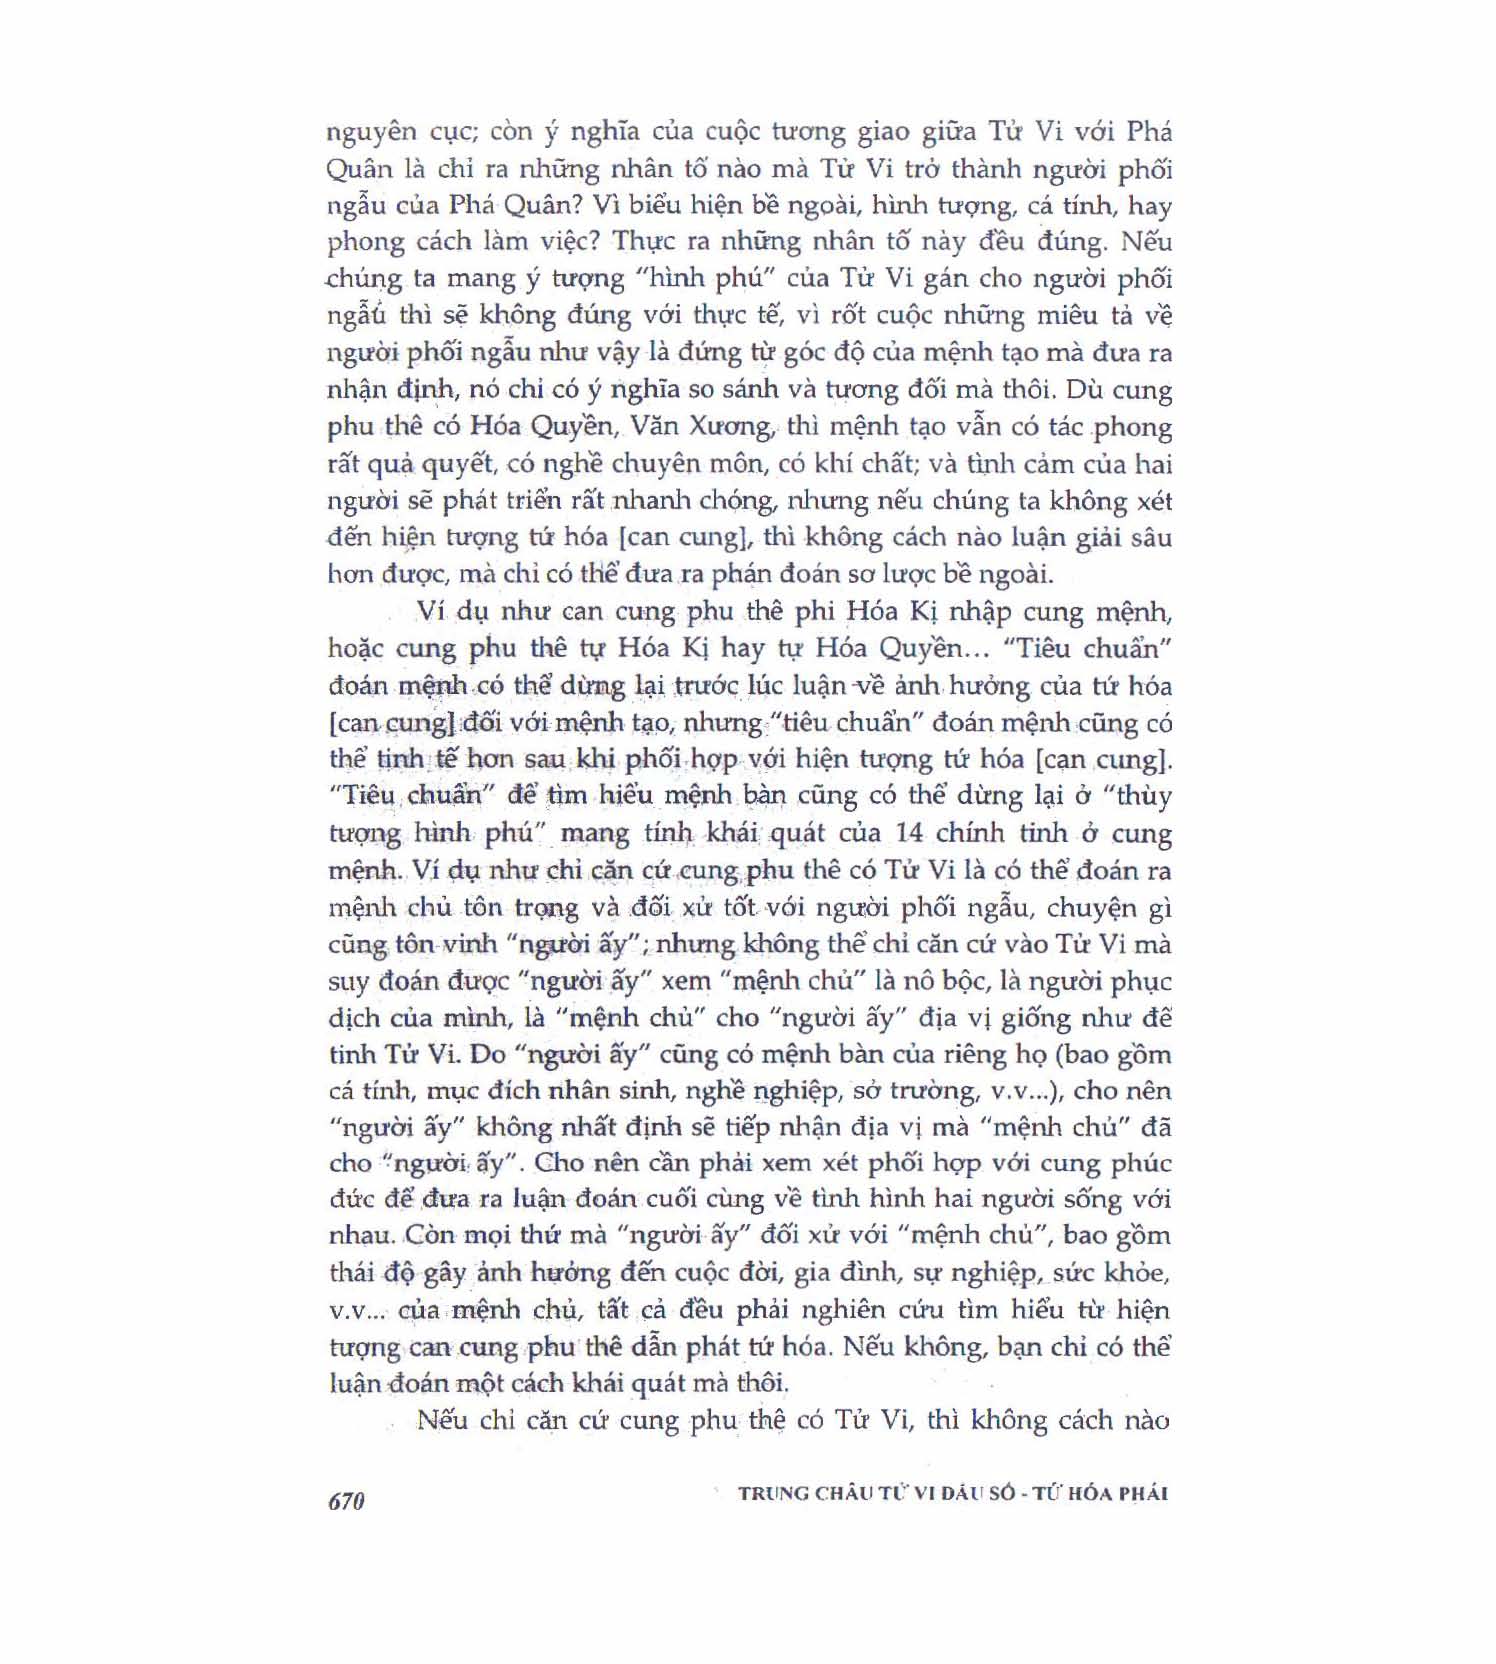 nguyên cục; còn ý nghĩa của cuộc tương giao giữa Tử Vi với Phá
Quân là chỉ ra những nhân tố nào mà Tử Vi trở thành người phối
ngẫu của Phá Quân? Vì biểu hiện bề ngoài, hình tượng, cá tính, hay
phong cách làm việc? Thực ra những nhân tố này đều đúng. Nếu
chúng ta mang ý tượng "hình phú" của Tử Vi gán cho người phối
ngẫu thì sẽ không đúng với thực tế, vì rốt cuộc những miêu tả về
người phối ngẫu như vậy là đứng từ góc độ của mệnh tạo mà đưa ra
nhận định, nó chỉ có ý nghĩa so sánh và tương đối mà thôi. Dù cung
phu thê có Hóa Quyền, Văn Xương, thì mệnh tạo vẫn có tác phong
rất quả quyết, có nghề chuyên môn, có khí chất; và tình cảm của hai
người sẽ phát triển rất nhanh chóng, nhưng nếu chúng ta không xét
đến hiện tượng tứ hóa [can cung], thì không cách nào luận giải sâu
hơn được, mà chỉ có thể đưa ra phán đoán sơ lược bề ngoài.
Ví dụ như can cung phu thê phi Hóa Kị nhập cung mệnh,
hoặc cung phu thê tự Hóa Kị hay tự Hóa Quyền... "Tiêu chuẩn"
đoán mệnh có thể dừng lại trước lúc luận về ảnh hưởng của tứ hóa
[can cung] đối với mệnh tạo, nhưng "tiêu chuẩn" đoán mệnh cũng có
thể tinh tế hơn sau khi phối hợp với hiện tượng tứ hóa [can cung].
"Tiêu chuẩn" để tìm hiểu mệnh bàn cũng có thể dừng lại ở "thùy
tượng hình phú" mang tính khái quát của 14 chính tinh ở cung
mệnh. Ví dụ như chỉ căn cứ cung phu thê có Tử Vi là có thể đoán ra
mệnh chủ tôn trọng và đối xử tốt với người phối ngẫu, chuyện gì
cũng tôn vinh "người ấy"; nhưng không thể chỉ căn cứ vào Tử Vi mà
suy đoán được "người ấy" xem "mệnh chủ" là nô bộc, là người phục
dịch của mình, là "mệnh chủ" cho "người ấy" địa vị giống như đế
tinh Tử Vi. Do "người ấy" cũng có mệnh bàn của riêng họ (bao gồm
cá tính, mục đích nhân sinh, nghề nghiệp, sở trường, v.v...), cho nên
"người ấy" không nhất định sẽ tiếp nhận địa vị mà "mệnh chủ" đã
cho "người ấy". Cho nên cần phải xem xét phối hợp với cung phúc
đức để đưa ra luận đoán cuối cùng về tình hình hai người sống với
nhau. Còn mọi thứ mà "người ấy" đối xử với "mệnh chủ", bao gồm
thái độ gây ảnh hưởng đến cuộc đời, gia đình, sự nghiệp, sức khỏe,
v.v... của mệnh chủ, tất cả đều phải nghiên cứu tìm hiểu từ hiện
tượng can cung phu thê dẫn phát tứ hóa. Nếu không, bạn chỉ có thể
luận đoán một cách khái quát mà thôi.
Nếu chỉ căn cứ cung phu thê có Tử Vi, thì không cách nào
670 TRUNG CHÂU TỬ VI ĐẨU SỐ - TỨ HÓA PHÁI